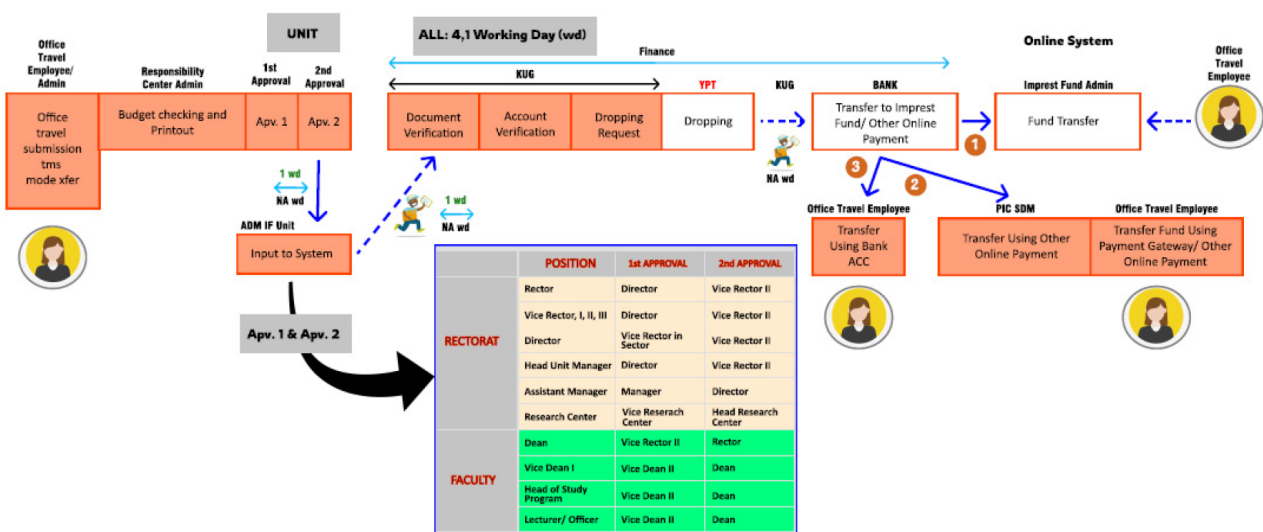 UNIT
ALL: 4,1 Working Day (wd)
Finance
Online System
Office
Travel
Employee/
Admin
Responsibility
Center Admin
1st
Approval
2nd
Approval
KUG
YPT
KUG
BANK
Imprest Fund Admin
Office
Travel
Employee
Office
travel
submission
tms
mode xfer
Budget checking and
Printout
Apv. 1
Apv. 2
Document
Verification
Account
Verification
Dropping
Request
Dropping
Transfer to Imprest
Fund/ Other Online
Payment
Fund Transfer
1
3
2
NA wd
1 wd
NA wd
1 wd
NA wd
ADM IF Unit
Input to System
Office Travel Employee
Transfer
Using Bank
ACC
PIC SDM
Transfer Using Other
Online Payment
Office Travel Employee
Transfer Fund Using
Payment Gateway/ Other
Online Payment
Apv. 1 & Apv. 2
POSITION 1st APPROVAL 2nd APPROVAL
RECTORAT
Rector Director Vice Rector II
Vice Rector, I, II, III Director Vice Rector II
Director Vice Rector in
Sector Vice Rector II
Head Unit Manager Director Vice Rector II
Assistant Manager Manager Director
Research Center Vice Reserach
Center Head Research
Center
FACULTY
Dean Vice Rector II Rector
Vice Dean I Vice Dean II Dean
Head of Study
Program Vice Dean II Dean
Lecturer/ Officer Vice Dean II Dean